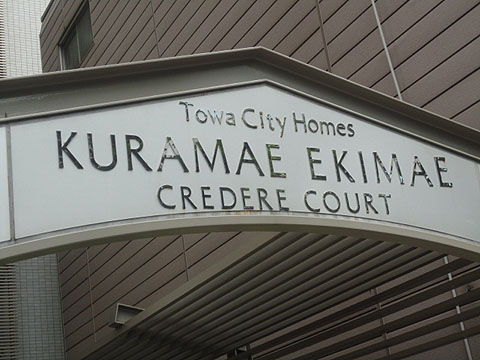 Towa City Homes
KURAMAE EKIMAE
CREDERE COURT